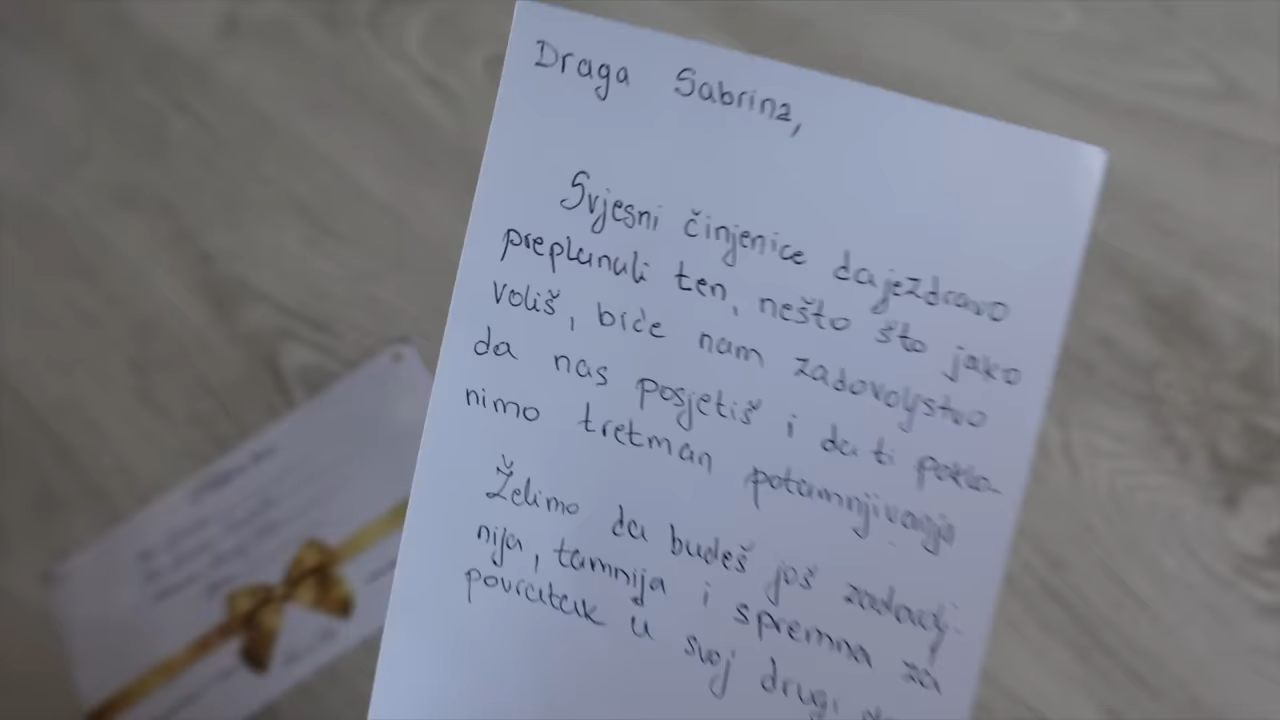 Draga Sabrina,
Svjesni činjenice da je zdravo
preplanuli ten, nešto što jako
voliš, biće nam zadovoljstvo
da nas posjetiš i da ti poklo-
nimo tretman potamnjivanja
Želimo da budeš još zadovolj-
nija, tamnija i spremna za
povratak u svoj drugi